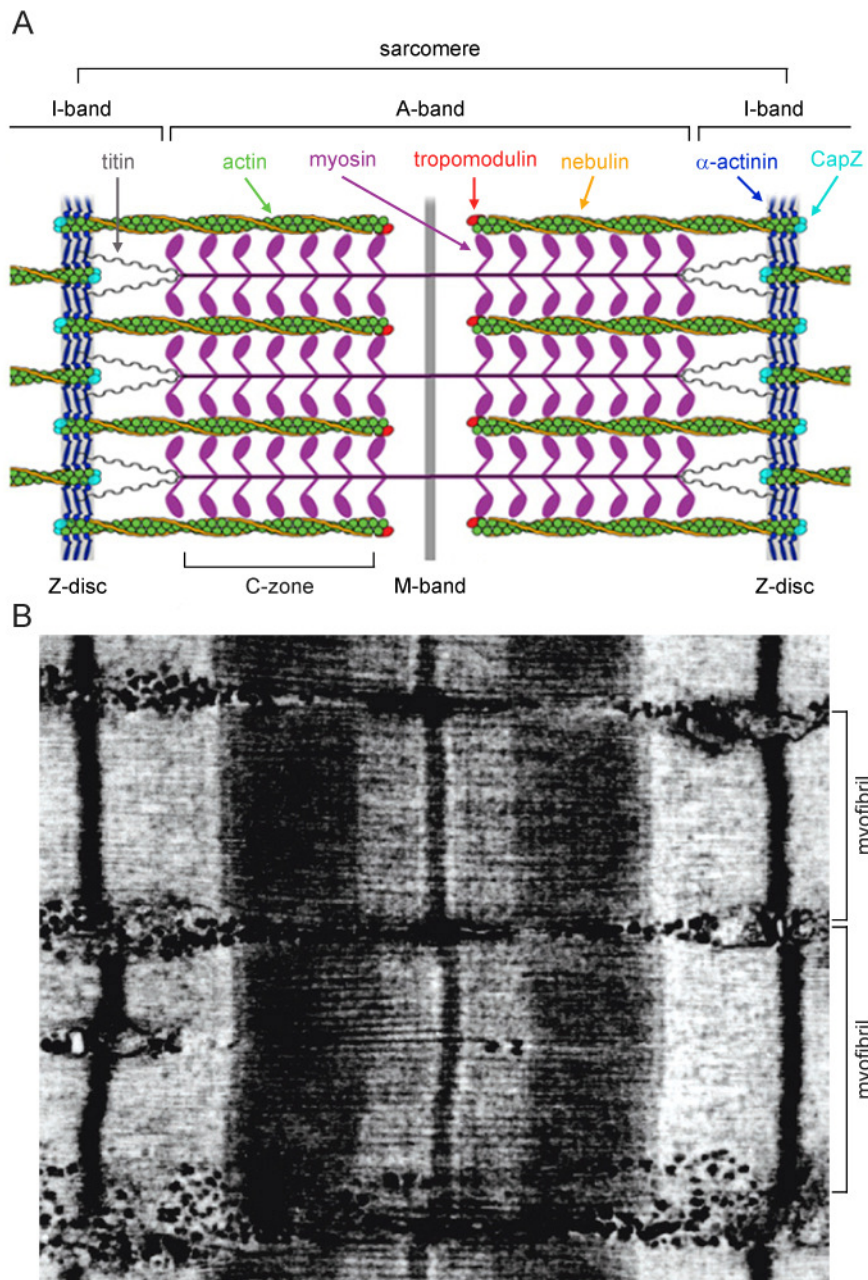 A
sarcomere
I-band A-band I-band
titin actin myosin tropomodulin nebulin α-actinin CapZ
Z-disc C-zone M-band Z-disc
B
myofibril
myofibril